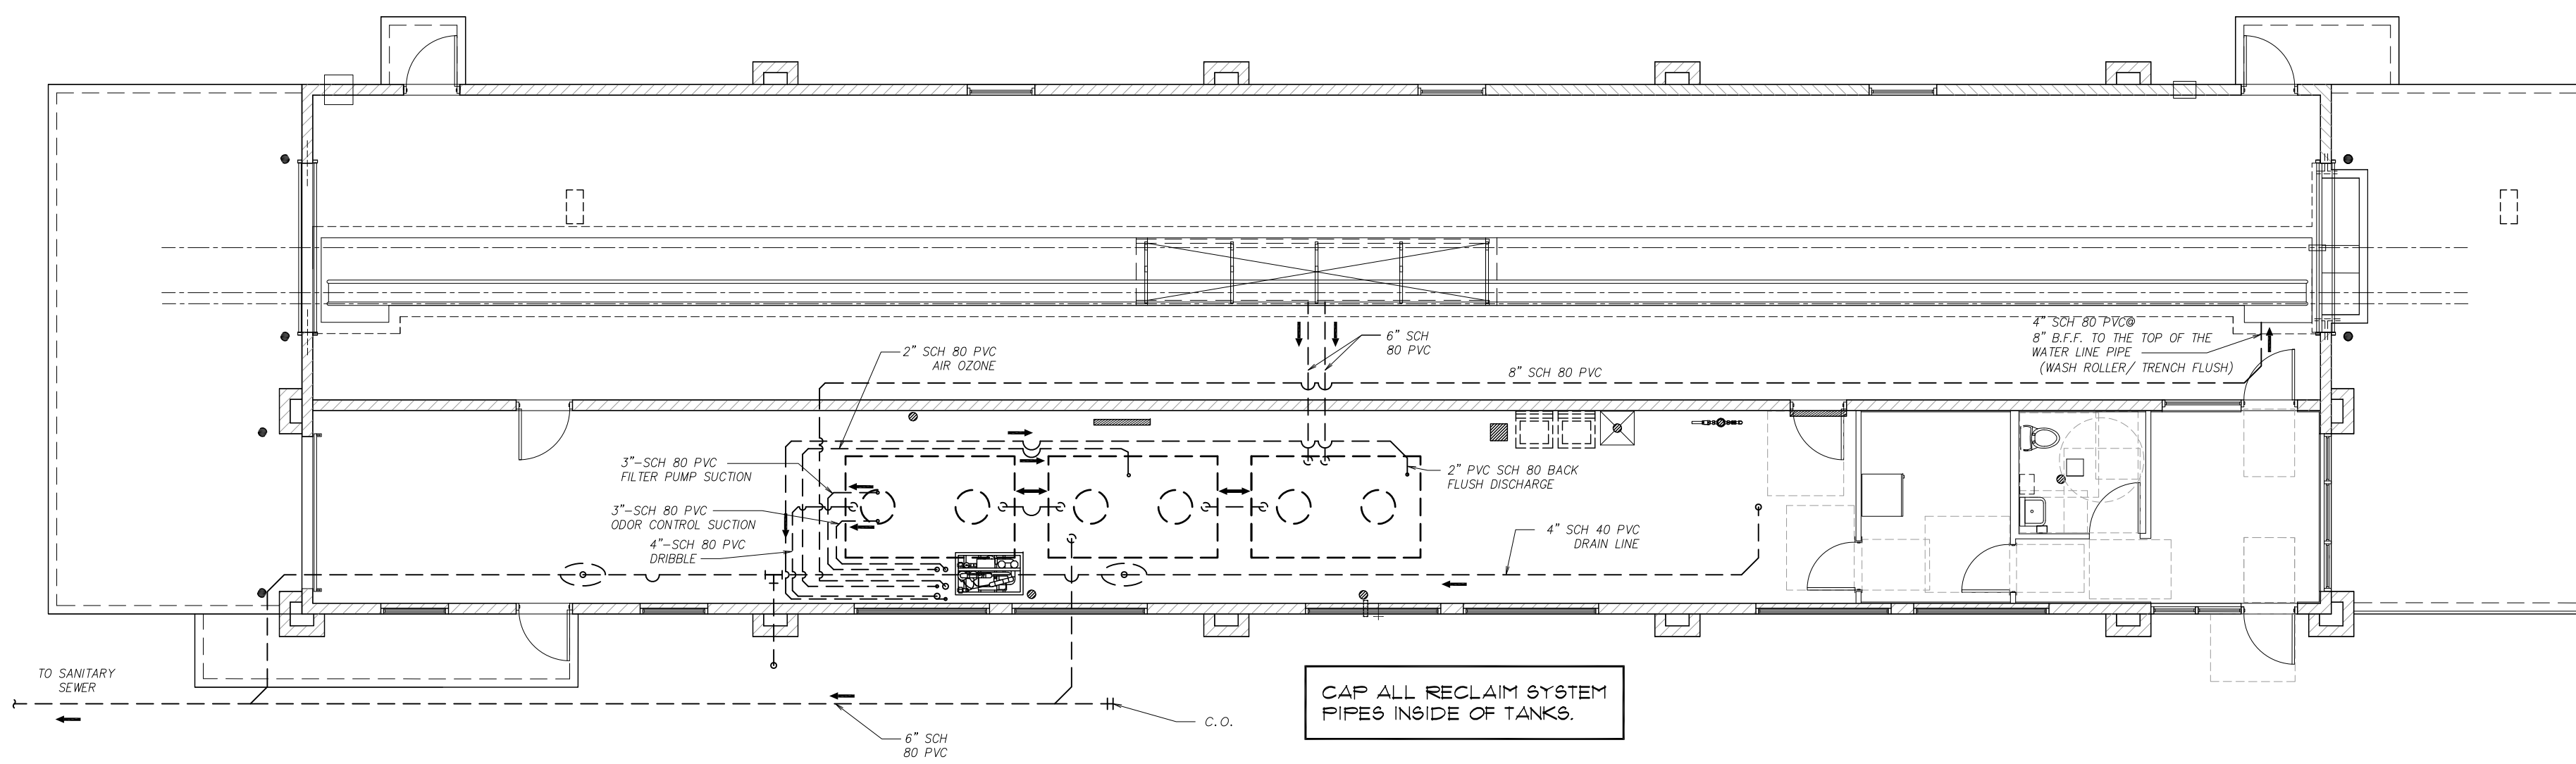 4" SCH 80 PVC@
8" B.F.F. TO THE TOP OF THE
WATER LINE PIPE
(WASH ROLLER/ TRENCH FLUSH)
6" SCH
80 PVC
2" SCH 80 PVC
AIR OZONE
8" SCH 80 PVC
3"-SCH 80 PVC
FILTER PUMP SUCTION
2" PVC SCH 80 BACK
FLUSH DISCHARGE
3"-SCH 80 PVC
ODOR CONTROL SUCTION
4"-SCH 80 PVC
DRIBBLE
4" SCH 40 PVC
DRAIN LINE
TO SANITARY
SEWER
CAP ALL RECLAIM SYSTEM
PIPES INSIDE OF TANKS.
C.O.
6" SCH
80 PVC